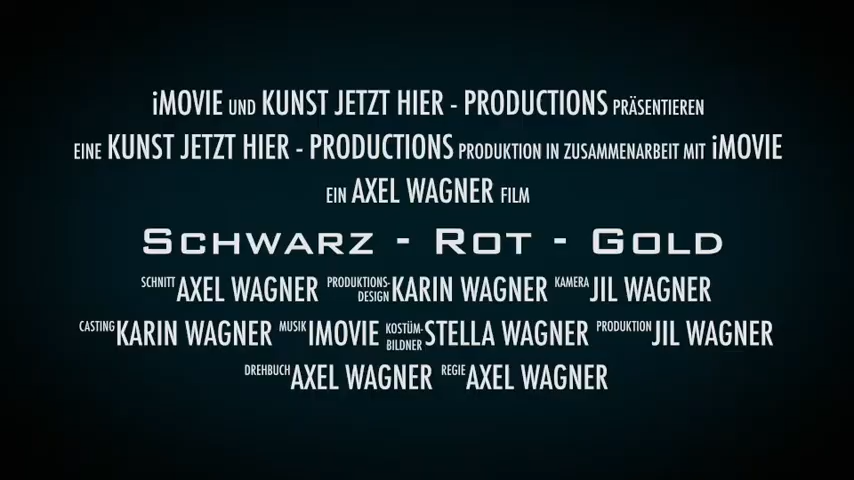 iMOVIE UND KUNST JETZT HIER - PRODUCTIONS PRÄSENTIEREN
EINE KUNST JETZT HIER - PRODUCTIONS PRODUKTION IN ZUSAMMENARBEIT MIT iMOVIE
EIN AXEL WAGNER FILM
SCHWARZ - ROT - GOLD
SCHNITT AXEL WAGNER PRODUKTIONS-DESIGN KARIN WAGNER KAMERA JIL WAGNER
CASTING KARIN WAGNER MUSIK IMOVIE KOSTÜM-BILDNER STELLA WAGNER PRODUKTION JIL WAGNER
DREHBUCH AXEL WAGNER REGIE AXEL WAGNER